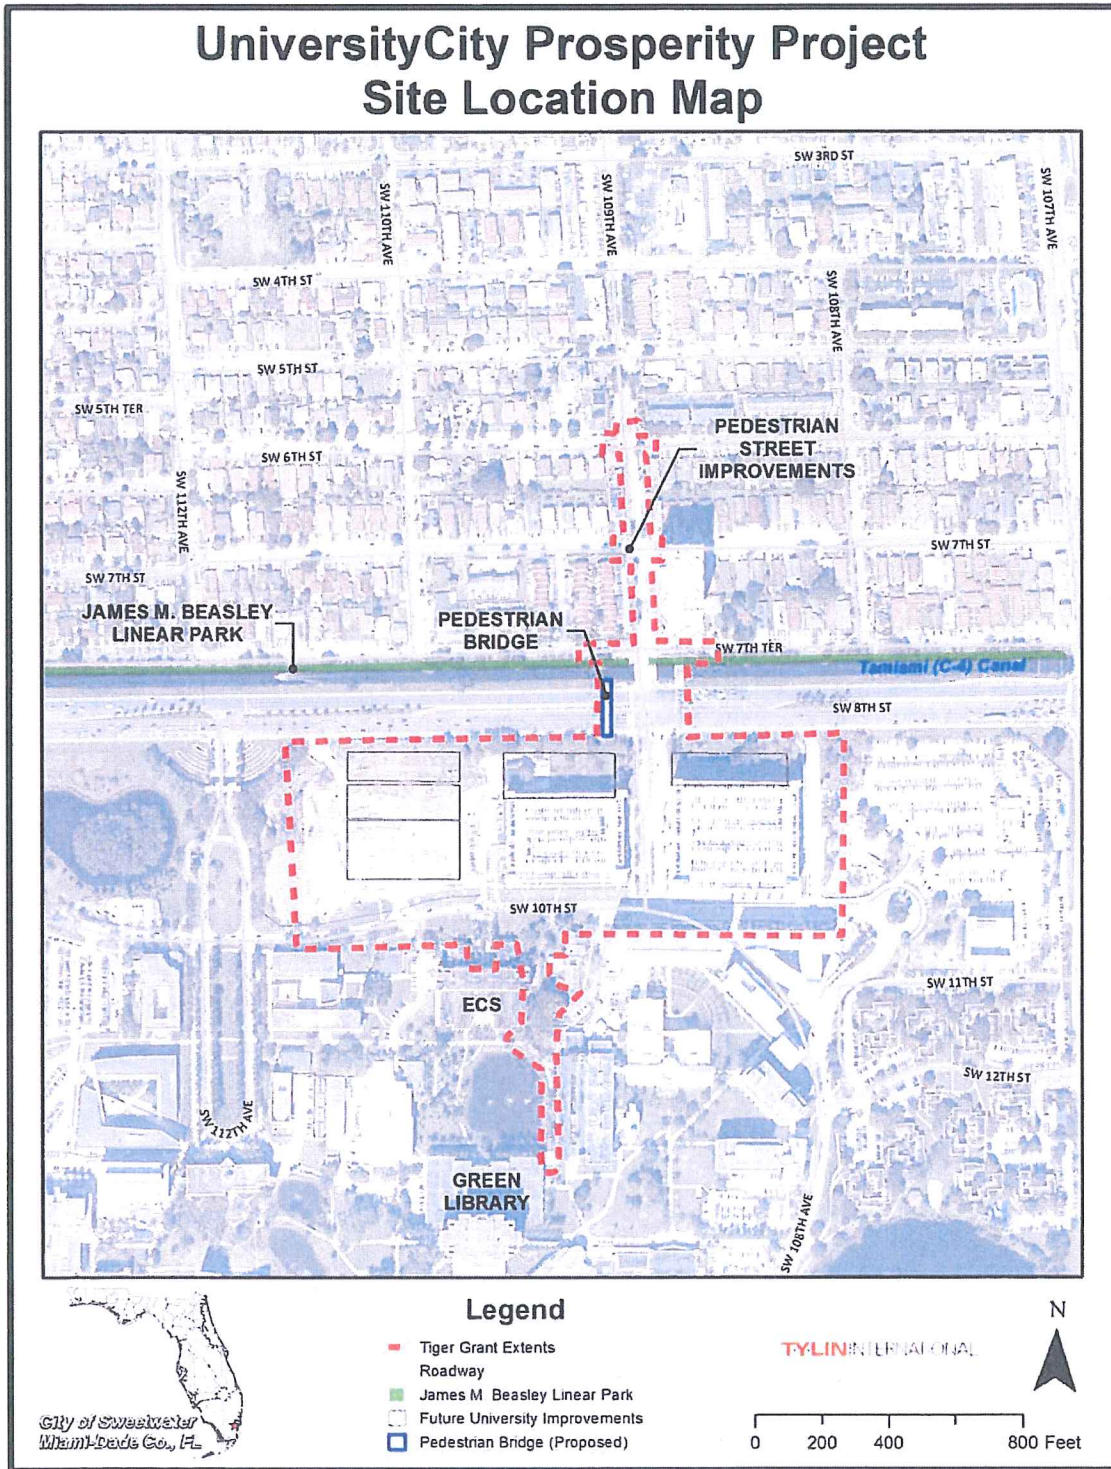 UniversityCity Prosperity Project
Site Location Map
SW 3RD ST
SW 110TH AVE
SW 109TH AVE
SW 107TH AVE
SW 4TH ST
SW 108TH AVE
SW 5TH ST
SW 5TH TER
PEDESTRIAN
STREET
IMPROVEMENTS
SW 6TH ST
SW 112TH AVE
SW 7TH ST
SW 7TH ST
JAMES M. BEASLEY
LINEAR PARK
PEDESTRIAN
BRIDGE
SW 7TH TER
Tamiami (C-4) Canal
SW 8TH ST
SW 10TH ST
SW 11TH ST
ECS
SW 12TH ST
SW 112TH AVE
GREEN
LIBRARY
SW 108TH AVE
Legend
Tiger Grant Extents
Roadway
James M Beasley Linear Park
Future University Improvements
Pedestrian Bridge (Proposed)
City of Sweetwater
Miami-Dade Co., FL
TYLIN INTERNATIONAL
N
0 200 400 800 Feet